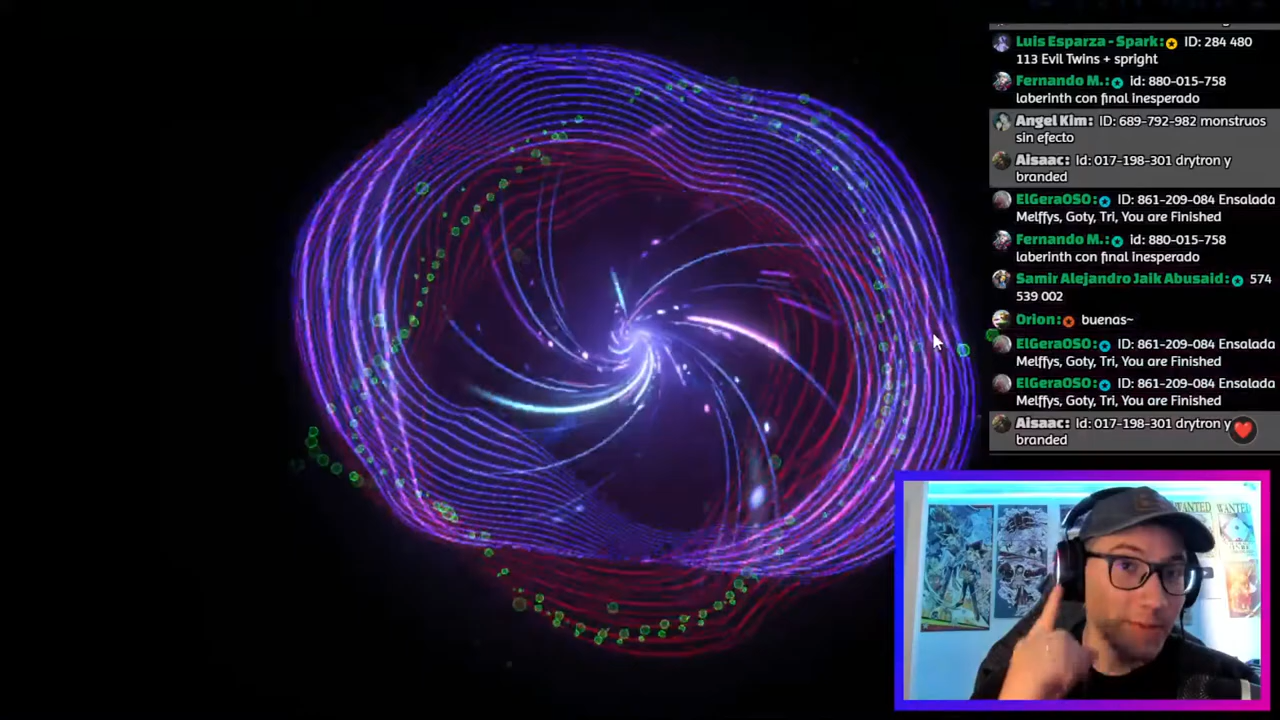 Luis Esparza - Spark: ID: 284 480
113 Evil Twins + spright
Fernando M.: id: 880-015-758
laberinth con final inesperado
Angel Kim: ID: 689-792-982 monstruos
sin efecto
Aisaac: Id: 017-198-301 drytron y
branded
ElGeraOSO: ID: 861-209-084 Ensalada
Melffys, Goty, Tri, You are Finished
Fernando M.: id: 880-015-758
laberinth con final inesperado
Samir Alejandro Jaik Abusaid: 574
539 002
Orion: buenas~
ElGeraOSO: ID: 861-209-084 Ensalada
Melffys, Goty, Tri, You are Finished
ElGeraOSO: ID: 861-209-084 Ensalada
Melffys, Goty, Tri, You are Finished
Aisaac: Id: 017-198-301 drytron y
branded
WANTED
WANTED